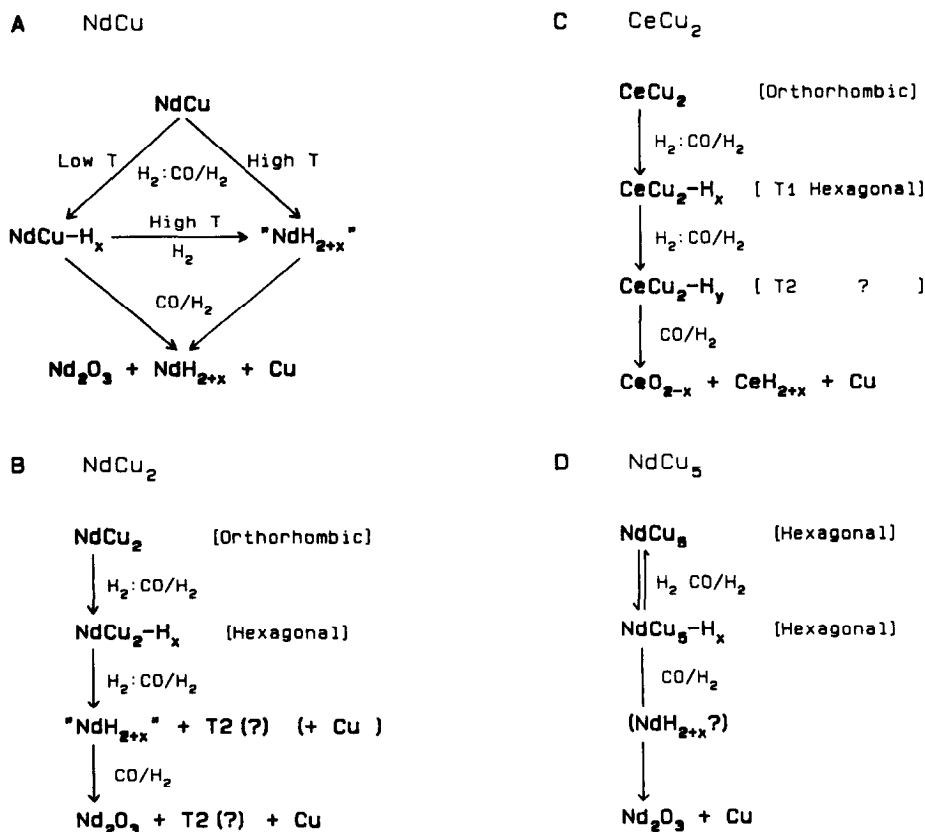 A NdCu
NdCu
Low T
H₂:CO/H₂
High T
NdCu-Hₓ
High T
H₂
"NdH₂₊ₓ"
CO/H₂
Nd₂O₃ + NdH₂₊ₓ + Cu
B NdCu₂
NdCu₂ [Orthorhombic]
H₂:CO/H₂
NdCu₂-Hₓ [Hexagonal]
H₂:CO/H₂
"NdH₂₊ₓ" + T2(?) (+ Cu )
CO/H₂
Nd₂O₃ + T2(?) + Cu
C CeCu₂
CeCu₂ [Orthorhombic]
H₂:CO/H₂
CeCu₂-Hₓ [ T1 Hexagonal]
H₂:CO/H₂
CeCu₂-Hᵧ [ T2 ? ]
CO/H₂
CeO₂₋ₓ + CeH₂₊ₓ + Cu
D NdCu₅
NdCu₅ [Hexagonal]
H₂ CO/H₂
NdCu₅-Hₓ [Hexagonal]
CO/H₂
(NdH₂₊ₓ?)
Nd₂O₃ + Cu